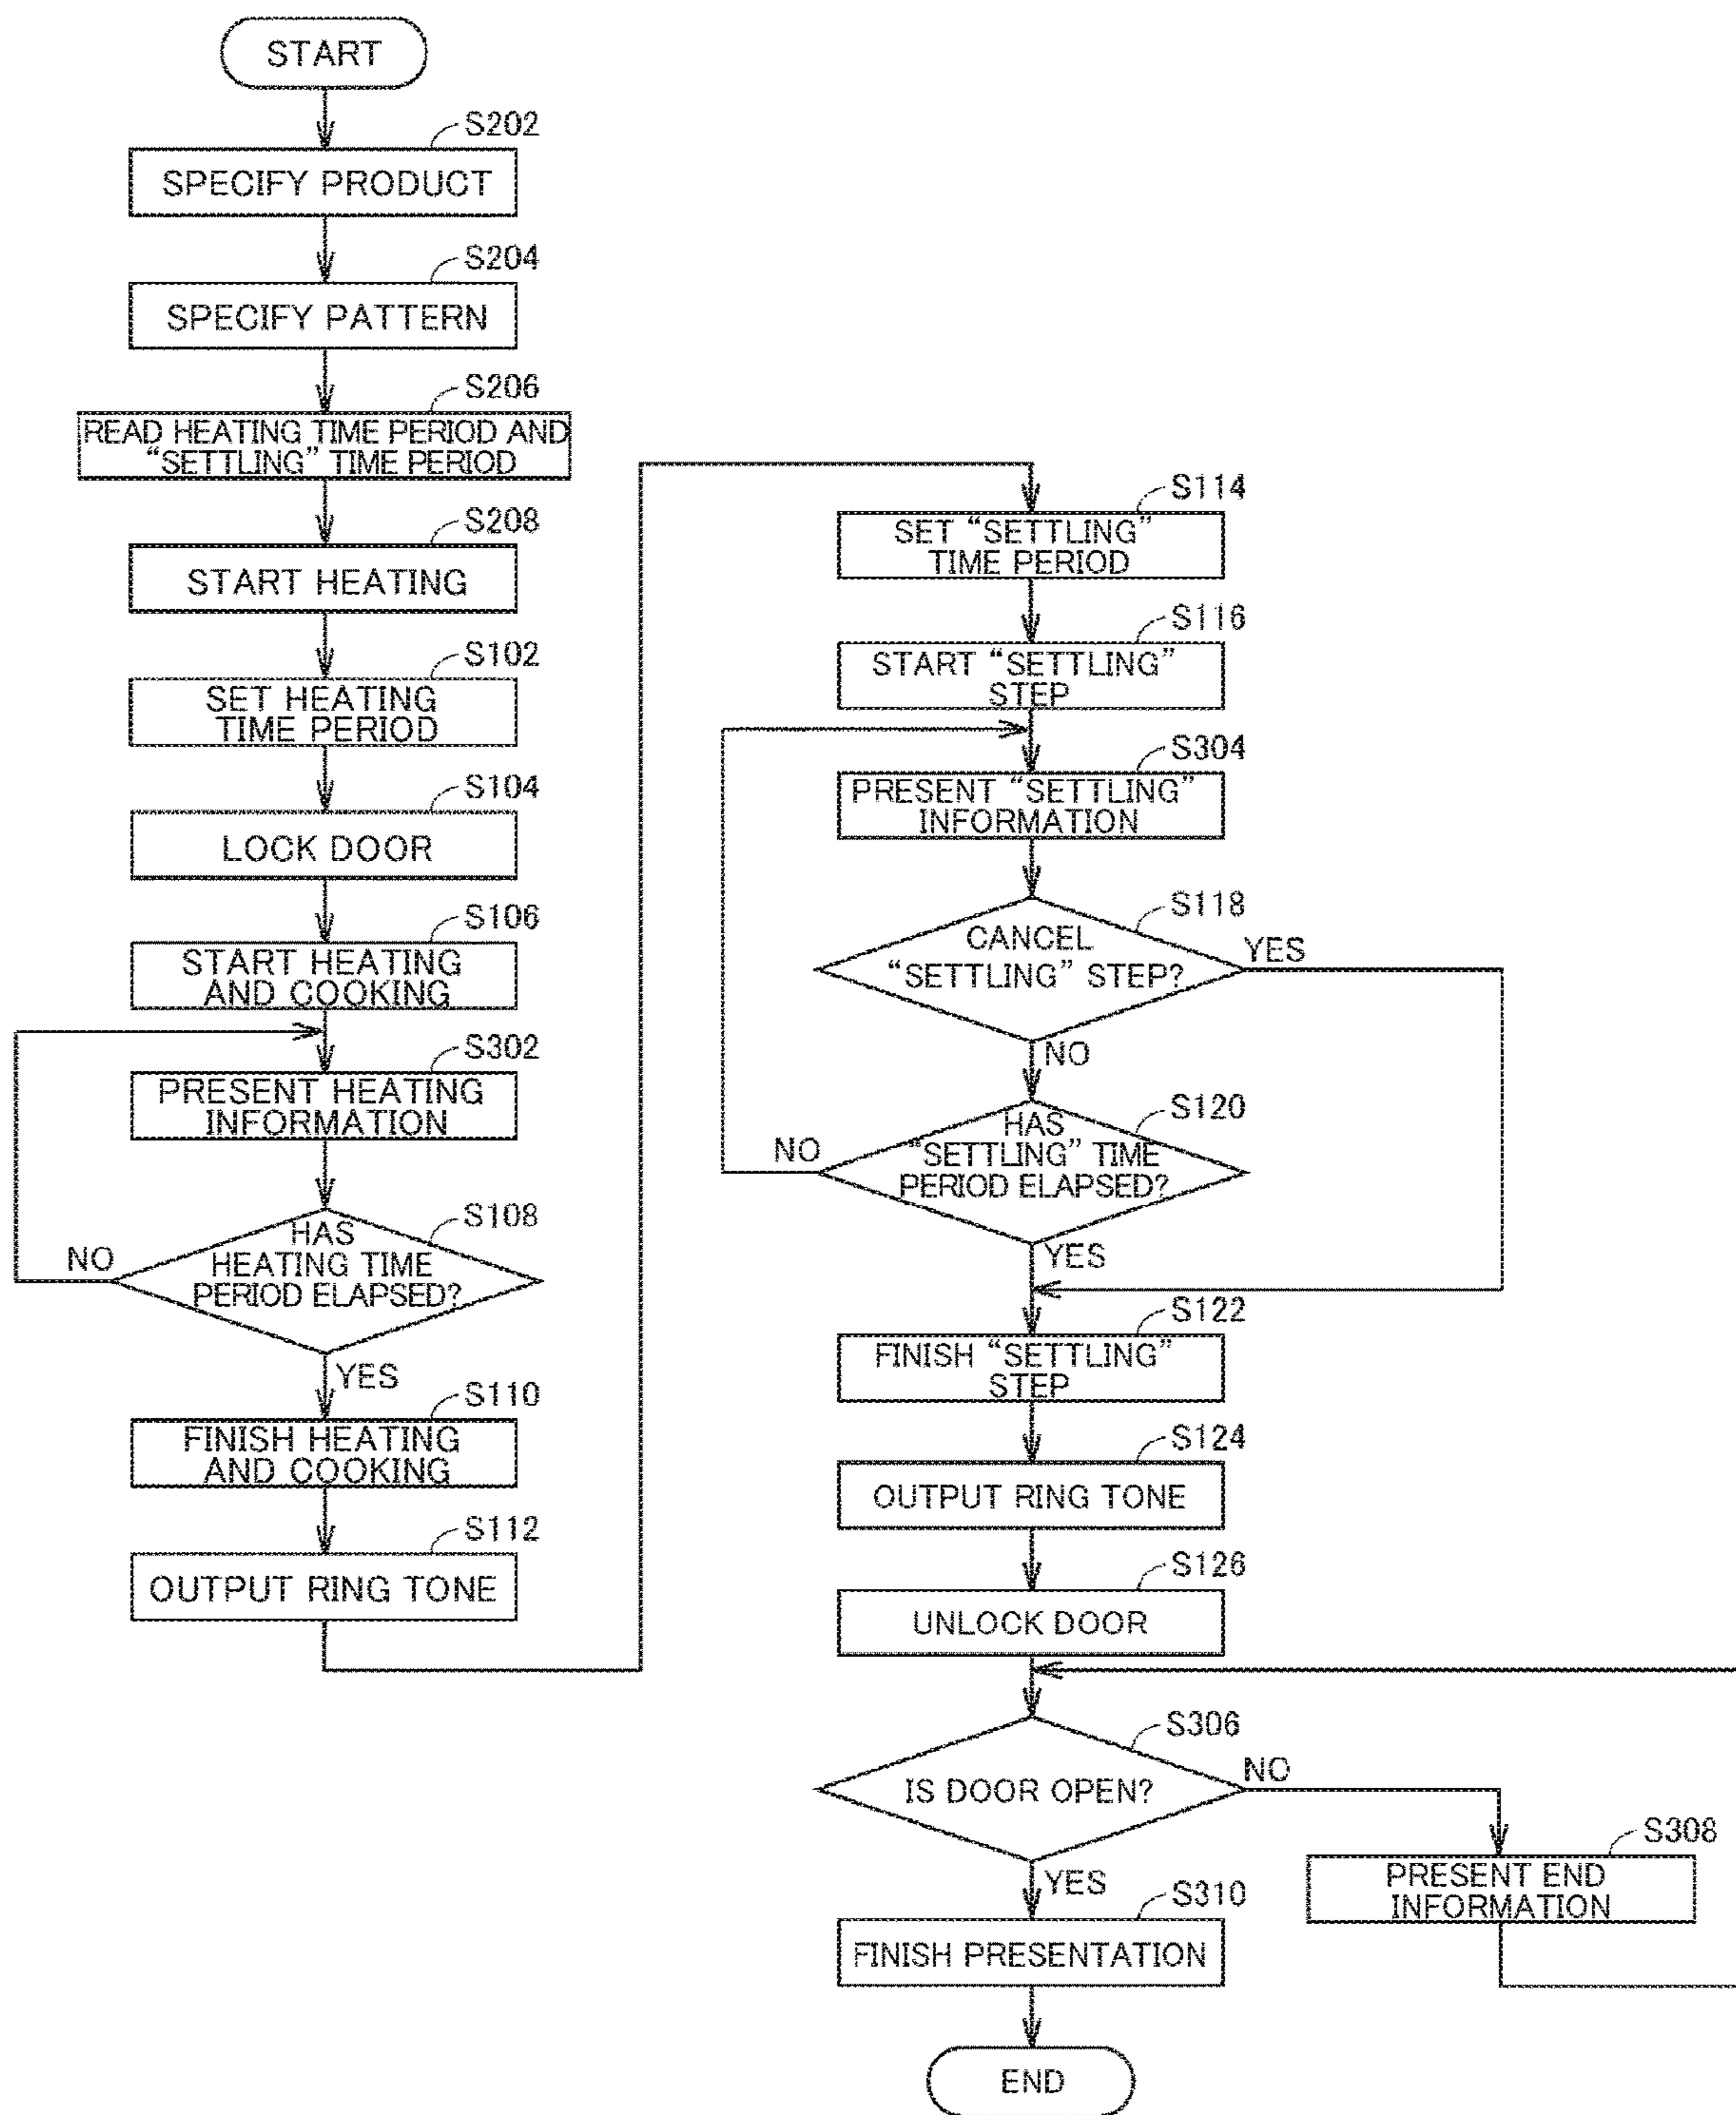 START
S202
SPECIFY PRODUCT
S204
SPECIFY PATTERN
S206
READ HEATING TIME PERIOD AND
“SETTLING” TIME PERIOD
S208
START HEATING
S102
SET HEATING
TIME PERIOD
S104
LOCK DOOR
S106
START HEATING
AND COOKING
S302
PRESENT HEATING
INFORMATION
S108
HAS
HEATING TIME
PERIOD ELAPSED?
NO
YES
S110
FINISH HEATING
AND COOKING
S112
OUTPUT RING TONE
S114
SET “SETTLING”
TIME PERIOD
S116
START “SETTLING”
STEP
S304
PRESENT “SETTLING”
INFORMATION
S118
CANCEL
“SETTLING” STEP?
YES
NO
S120
HAS
“SETTLING” TIME
PERIOD ELAPSED?
NO
YES
S122
FINISH “SETTLING”
STEP
S124
OUTPUT RING TONE
S126
UNLOCK DOOR
S306
IS DOOR OPEN?
NO
YES
S308
PRESENT END
INFORMATION
S310
FINISH PRESENTATION
END